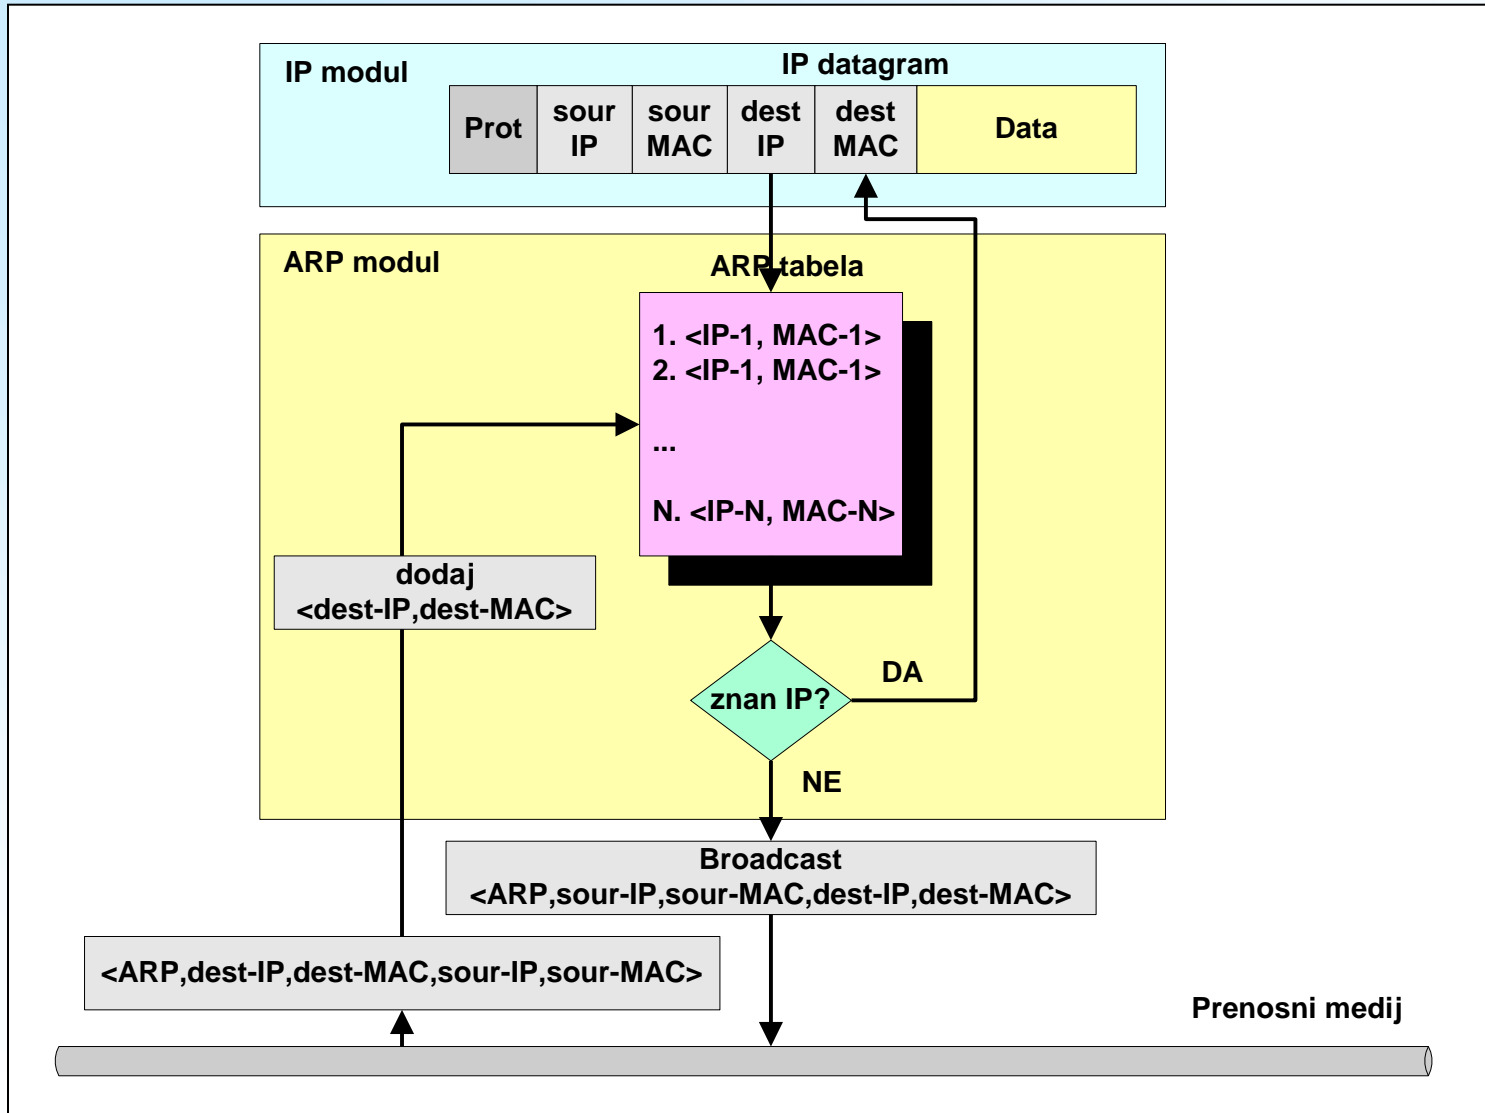 IP modul
IP datagram
Prot
sour
IP
sour
MAC
dest
IP
dest
MAC
Data
ARP modul
ARP tabela
1. <IP-1, MAC-1>
2. <IP-1, MAC-1>
...
N. <IP-N, MAC-N>
dodaj
<dest-IP,dest-MAC>
znan IP?
DA
NE
Broadcast
<ARP,sour-IP,sour-MAC,dest-IP,dest-MAC>
<ARP,dest-IP,dest-MAC,sour-IP,sour-MAC>
Prenosni medij